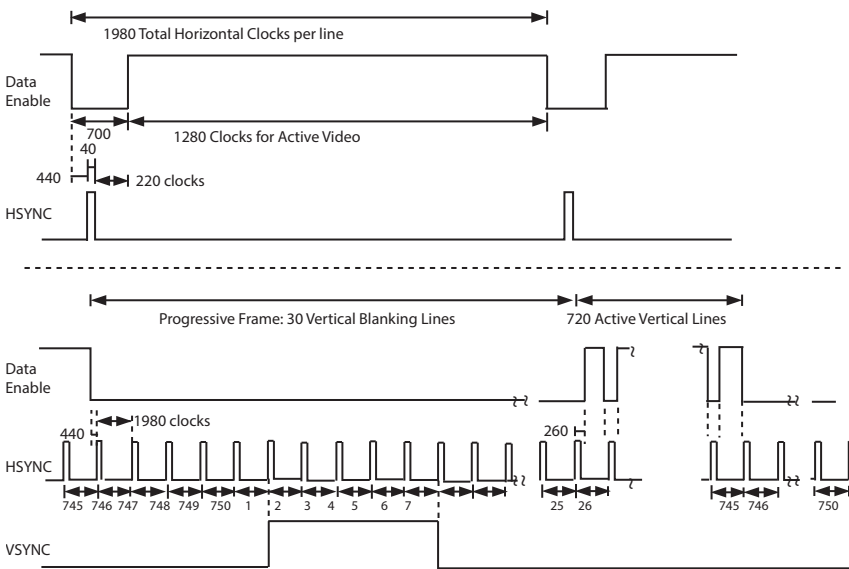 1980 Total Horizontal Clocks per line
Data
Enable
700
40
1280 Clocks for Active Video
440
220 clocks
HSYNC
Progressive Frame: 30 Vertical Blanking Lines
720 Active Vertical Lines
Data
Enable
1980 clocks
440
260
HSYNC
745 746 747 748 749 750 1 2 3 4 5 6 7 25 26 745 746 750
VSYNC